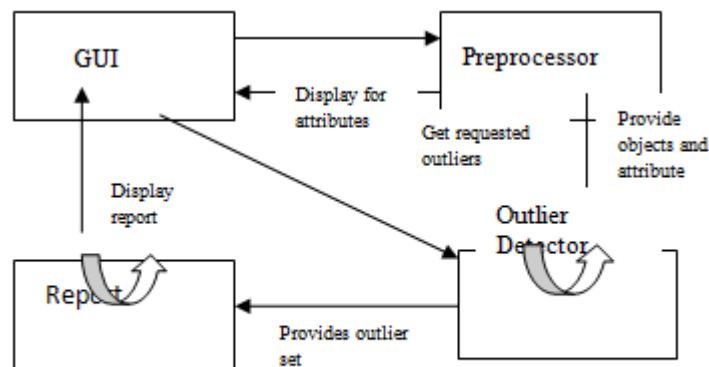 GUI
Preprocessor
Display for
attributes
Get requested
outliers
Provide
objects and
attribute
Display
report
Outlier
Detector
Report
Provides outlier
set